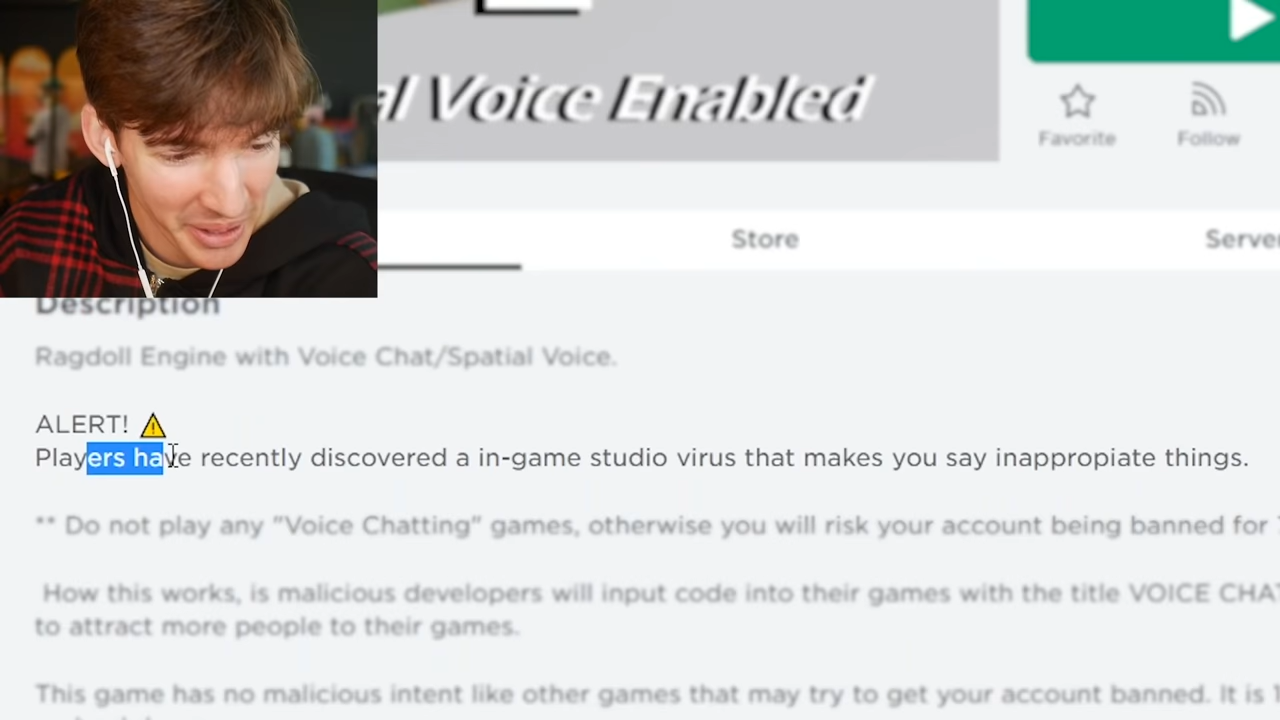 al Voice Enabled
Favorite
Follow
Store
Server
Description
Ragdoll Engine with Voice Chat/Spatial Voice.
ALERT! ⚠
Players have recently discovered a in-game studio virus that makes you say inappropiate things.
** Do not play any "Voice Chatting" games, otherwise you will risk your account being banned for
How this works, is malicious developers will input code into their games with the title VOICE CHA
to attract more people to their games.
This game has no malicious intent like other games that may try to get your account banned. It is